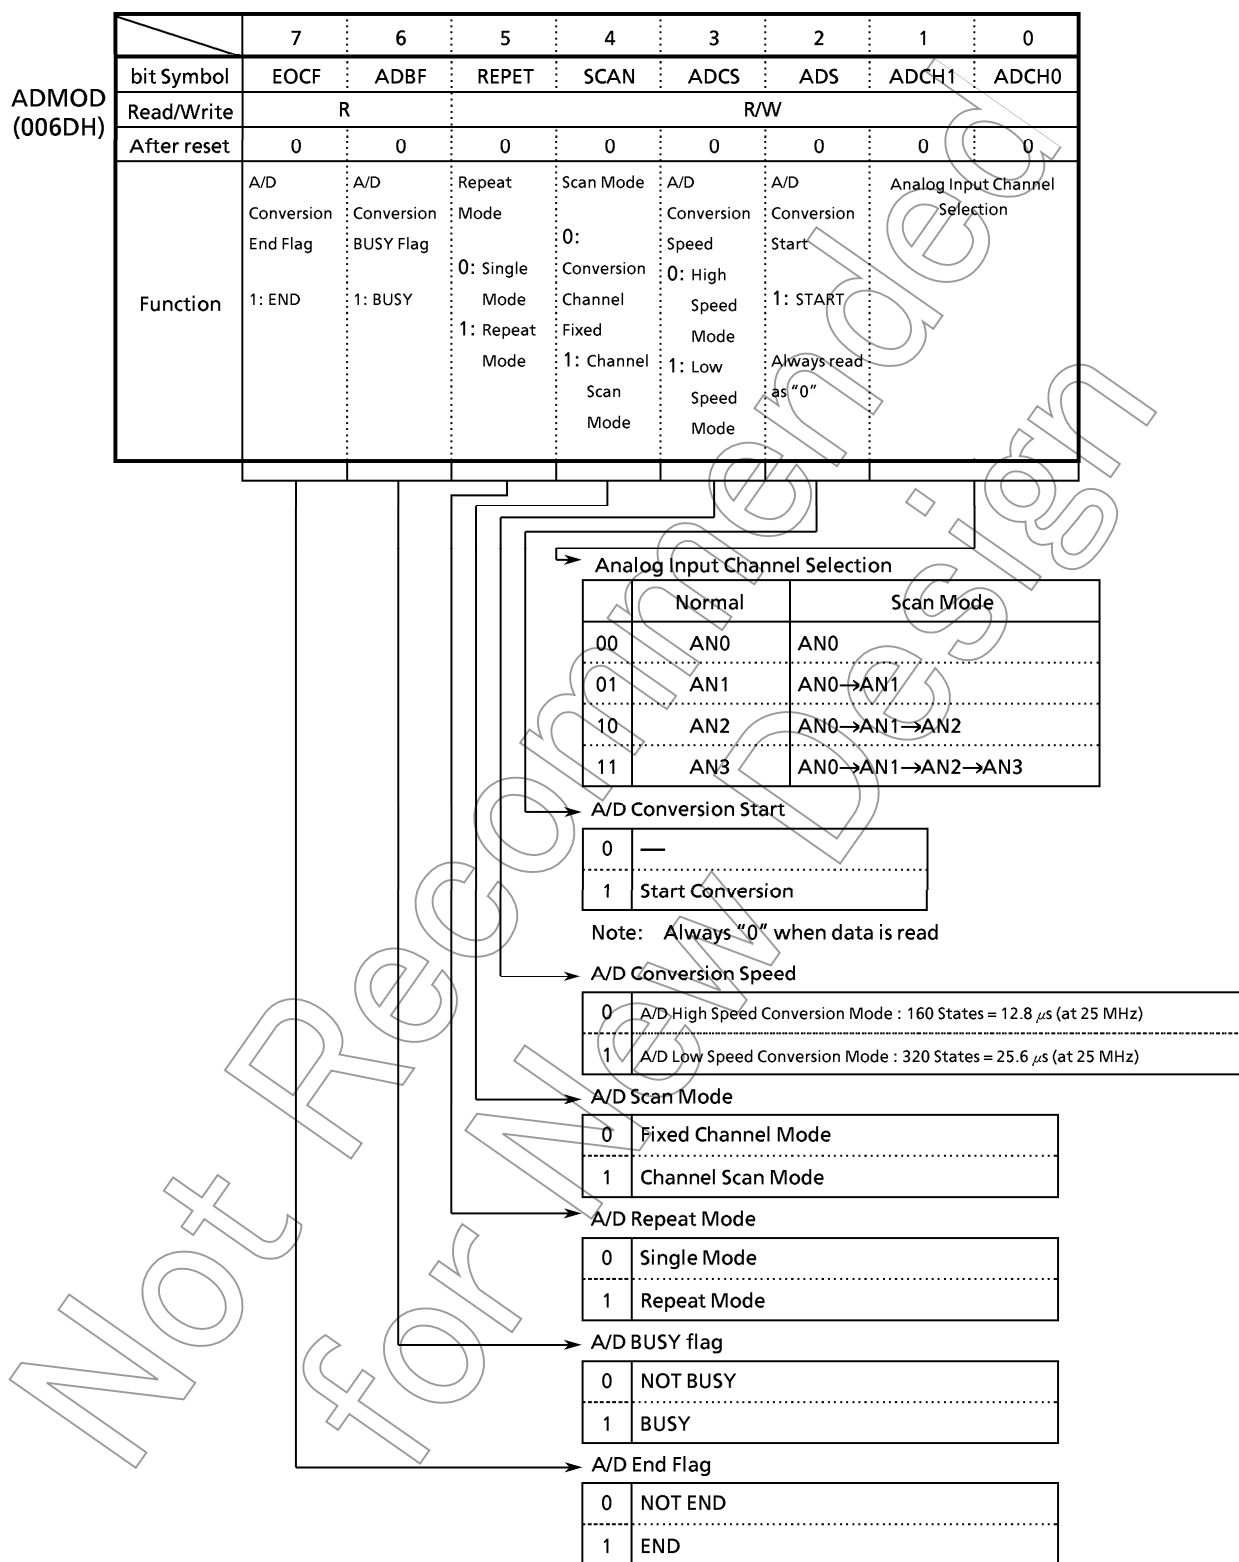 7 6 5 4 3 2 1 0
ADMOD
(006DH)
bit Symbol EOCF ADBF REPET SCAN ADCS ADS ADCH1 ADCH0
Read/Write R R/W
After reset 0 0 0 0 0 0 0 0
Function
A/D
Conversion
End Flag
1: END
A/D
Conversion
BUSY Flag
1: BUSY
Repeat
Mode
0: Single
Mode
1: Repeat
Mode
Scan Mode
0:
Conversion
Channel
Fixed
1: Channel
Scan
Mode
A/D
Conversion
Speed
0: High
Speed
Mode
1: Low
Speed
Mode
A/D
Conversion
Start
1: START
Always read
as “0”
Analog Input Channel
Selection
Analog Input Channel Selection
Normal Scan Mode
00 AN0 AN0
01 AN1 AN0→AN1
10 AN2 AN0→AN1→AN2
11 AN3 AN0→AN1→AN2→AN3
A/D Conversion Start
0 —
1 Start Conversion
Note: Always “0” when data is read
A/D Conversion Speed
0 A/D High Speed Conversion Mode : 160 States = 12.8 μs (at 25 MHz)
1 A/D Low Speed Conversion Mode : 320 States = 25.6 μs (at 25 MHz)
A/D Scan Mode
0 Fixed Channel Mode
1 Channel Scan Mode
A/D Repeat Mode
0 Single Mode
1 Repeat Mode
A/D BUSY flag
0 NOT BUSY
1 BUSY
A/D End Flag
0 NOT END
1 END
Not Recommended
for New Design